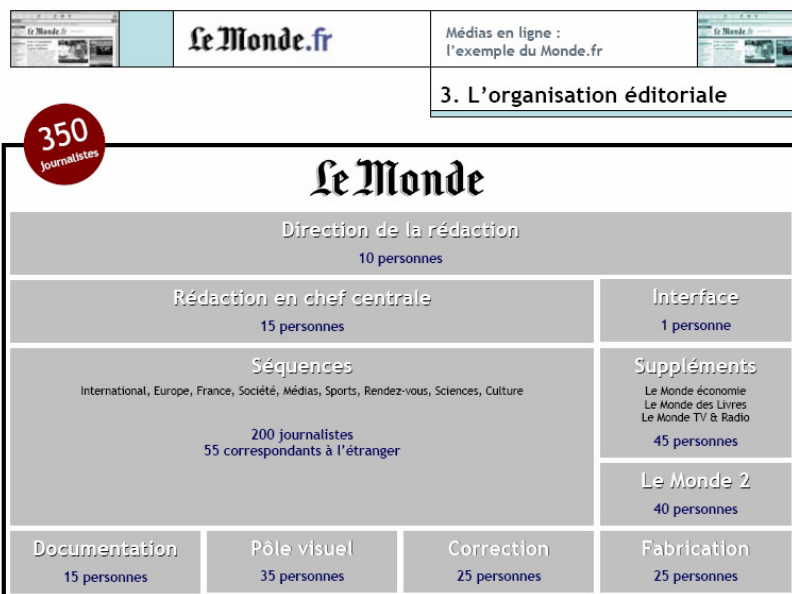 Le Monde.fr
Médias en ligne :
l'exemple du Monde.fr
3. L'organisation éditoriale
350
journalistes
Le Monde
Direction de la rédaction
10 personnes
Rédaction en chef centrale
15 personnes
Interface
1 personne
Séquences
International, Europe, France, Société, Médias, Sports, Rendez-vous, Sciences, Culture
200 journalistes
55 correspondants à l'étranger
Suppléments
Le Monde économie
Le Monde des Livres
Le Monde TV & Radio
45 personnes
Le Monde 2
40 personnes
Documentation
15 personnes
Pôle visuel
35 personnes
Correction
25 personnes
Fabrication
25 personnes